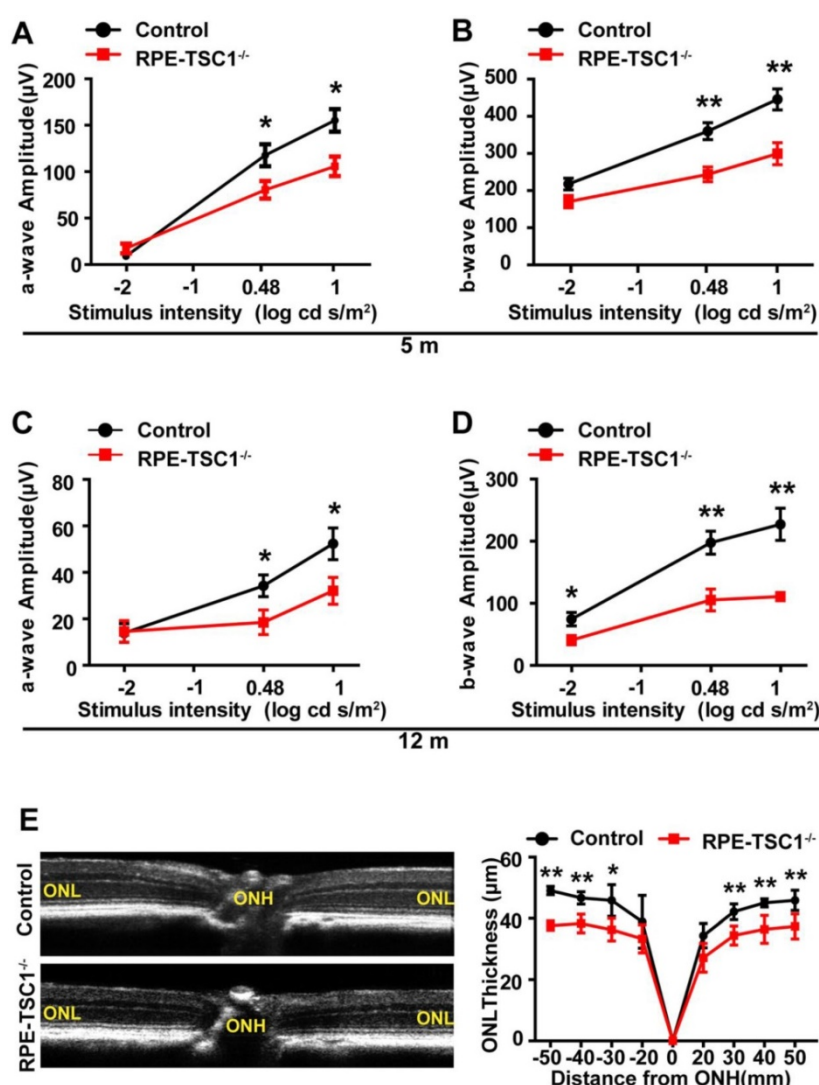 A
Control
RPE-TSC1-/-
a-wave Amplitude(μV)
200
150
100
50
0
*
*
-2 -1 0.48 1
Stimulus intensity (log cd s/m²)
B
Control
RPE-TSC1-/-
b-wave Amplitude(μV)
500
400
300
200
100
0
**
**
-2 -1 0.48 1
Stimulus intensity (log cd s/m²)
5 m
C
Control
RPE-TSC1-/-
a-wave Amplitude(μV)
80
60
40
20
0
*
*
-2 -1 0.48 1
Stimulus intensity (log cd s/m²)
D
Control
RPE-TSC1-/-
b-wave Amplitude(μV)
300
200
100
0
*
**
**
-2 -1 0.48 1
Stimulus intensity (log cd s/m²)
12 m
E
Control
ONL ONH ONL
RPE-TSC1-/-
ONL ONH ONL
Control RPE-TSC1-/-
ONLThickness (μm)
60
40
20
0
** ** * ** ** **
-50 -40 -30 -20 0 20 30 40 50
Distance from ONH(mm)